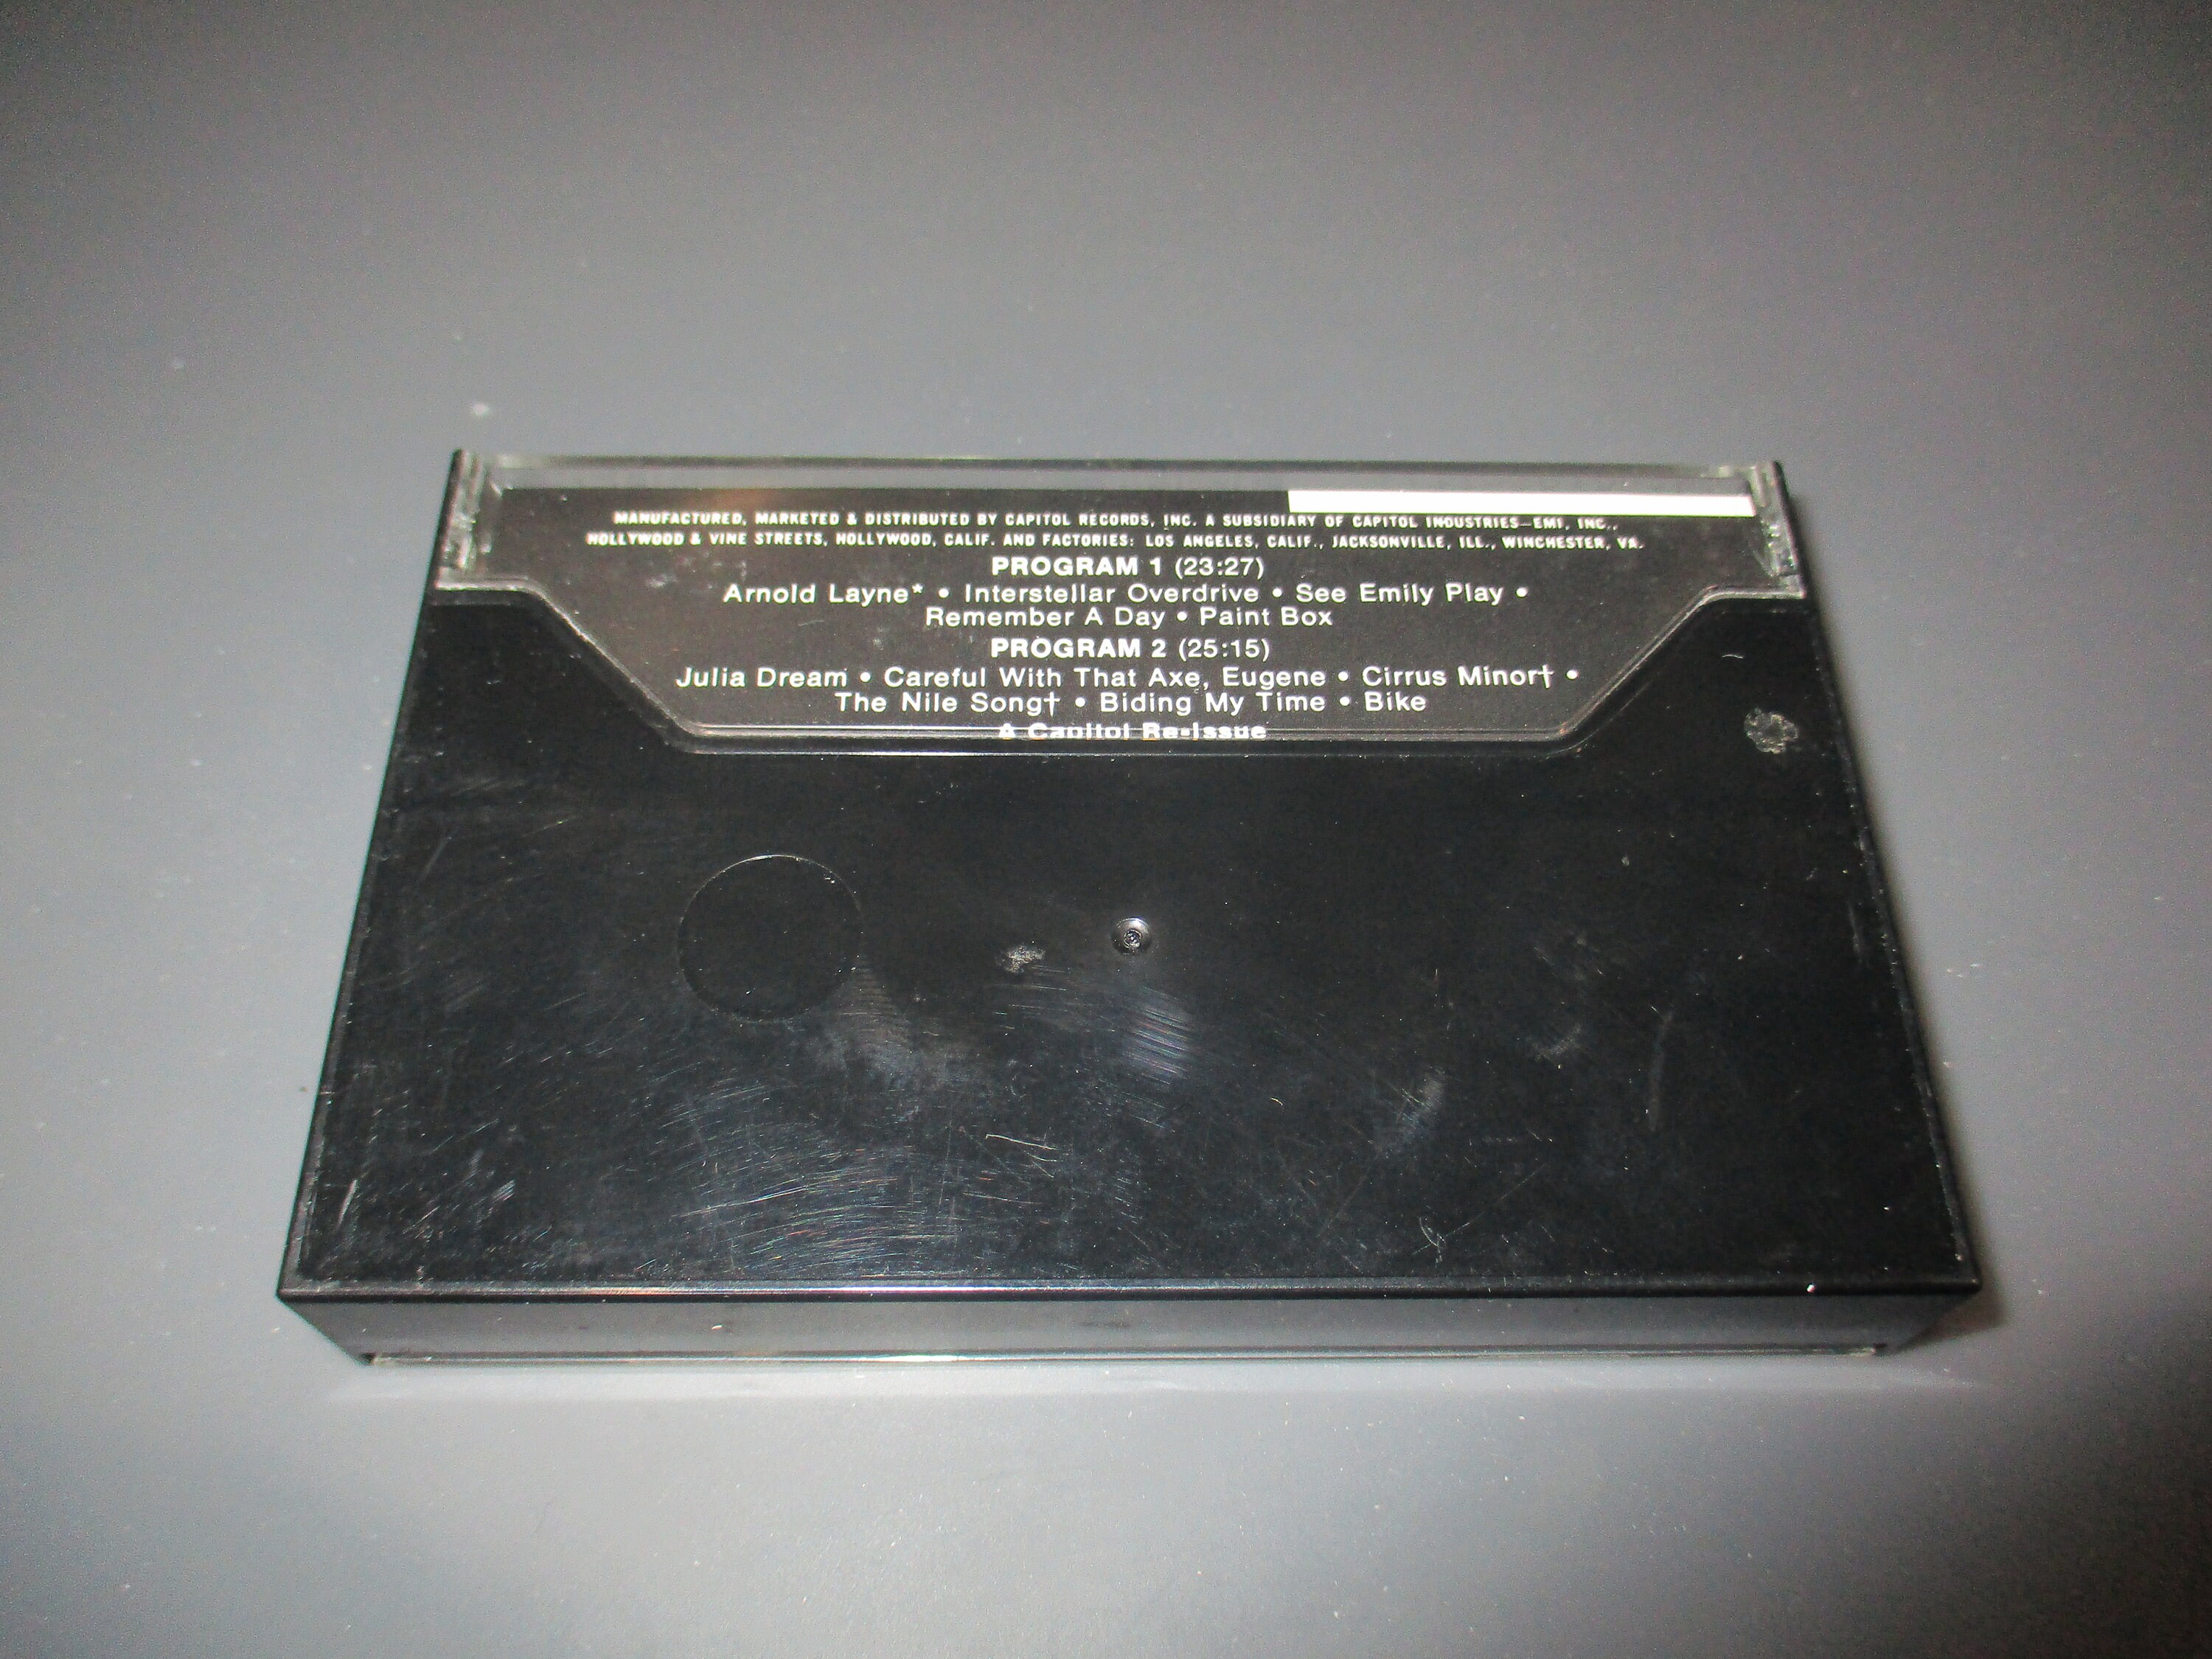 MANUFACTURED, MARKETED & DISTRIBUTED BY CAPITOL RECORDS, INC. A SUBSIDIARY OF CAPITOL INDUSTRIES—EMI, INC.,
HOLLYWOOD & VINE STREETS, HOLLYWOOD, CALIF. AND FACTORIES: LOS ANGELES, CALIF., JACKSONVILLE, ILL., WINCHESTER, VA.
PROGRAM 1 (23:27)
Arnold Layne* • Interstellar Overdrive • See Emily Play •
Remember A Day • Paint Box
PROGRAM 2 (25:15)
Julia Dream • Careful With That Axe, Eugene • Cirrus Minor† •
The Nile Song† • Biding My Time • Bike
A Capitol Re-Issue